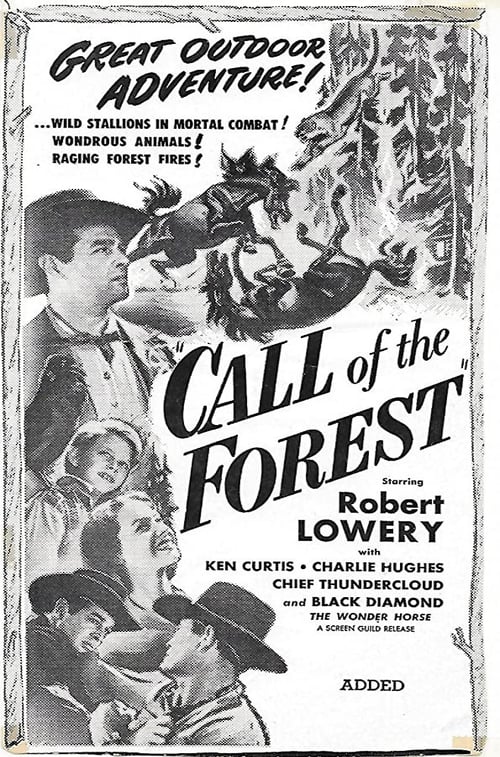 GREAT OUTDOOR
ADVENTURE!
...WILD STALLIONS IN MORTAL COMBAT!
WONDROUS ANIMALS!
RAGING FOREST FIRES!
"CALL of the
FOREST"
Starring
Robert
LOWERY
with
KEN CURTIS • CHARLIE HUGHES
CHIEF THUNDERCLOUD
and BLACK DIAMOND
THE WONDER HORSE
A SCREEN GUILD RELEASE
ADDED